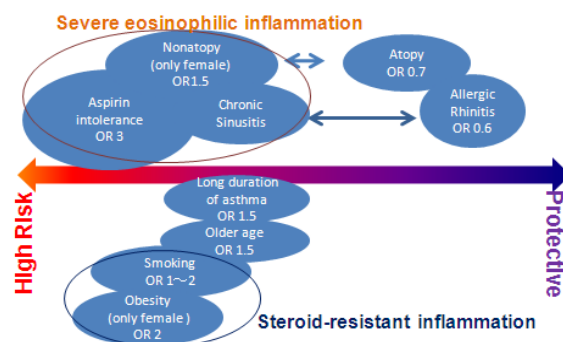 Severe eosinophilic inflammation
Nonatopy
(only female)
OR1.5
Atopy
OR 0.7
Aspirin
intolerance
OR 3
Chronic
Sinusitis
Allergic
Rhinitis
OR 0.6
HIgh RIsk
Protective
Long duration
of asthma
OR 1.5
Older age
OR 1.5
Smoking
OR 1～2
Obesity
(only female )
OR 2
Steroid-resistant inflammation